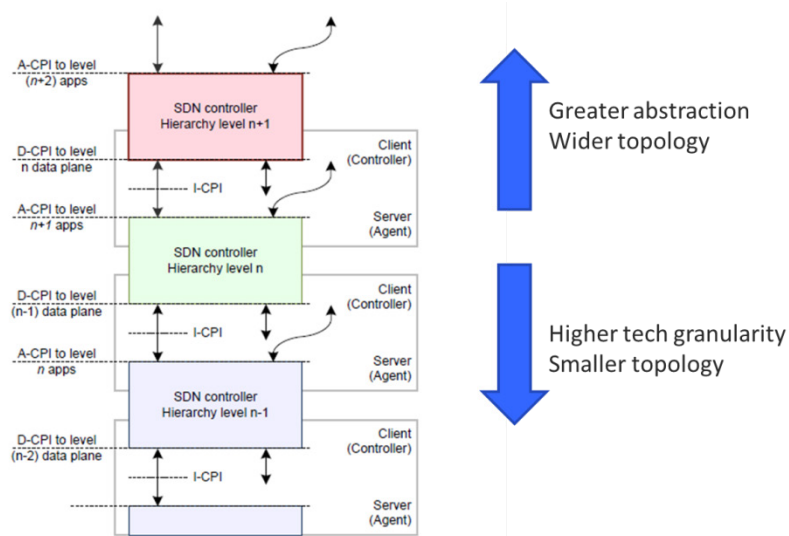 A-CPI to level
(n+2) apps
SDN controller
Hierarchy level n+1
Client
(Controller)
D-CPI to level
n data plane
I-CPI
A-CPI to level
n+1 apps
Server
(Agent)
SDN controller
Hierarchy level n
D-CPI to level
(n-1) data plane
Client
(Controller)
I-CPI
A-CPI to level
n apps
Server
(Agent)
SDN controller
Hierarchy level n-1
D-CPI to level
(n-2) data plane
Client
(Controller)
I-CPI
Server
(Agent)
Greater abstraction
Wider topology
Higher tech granularity
Smaller topology